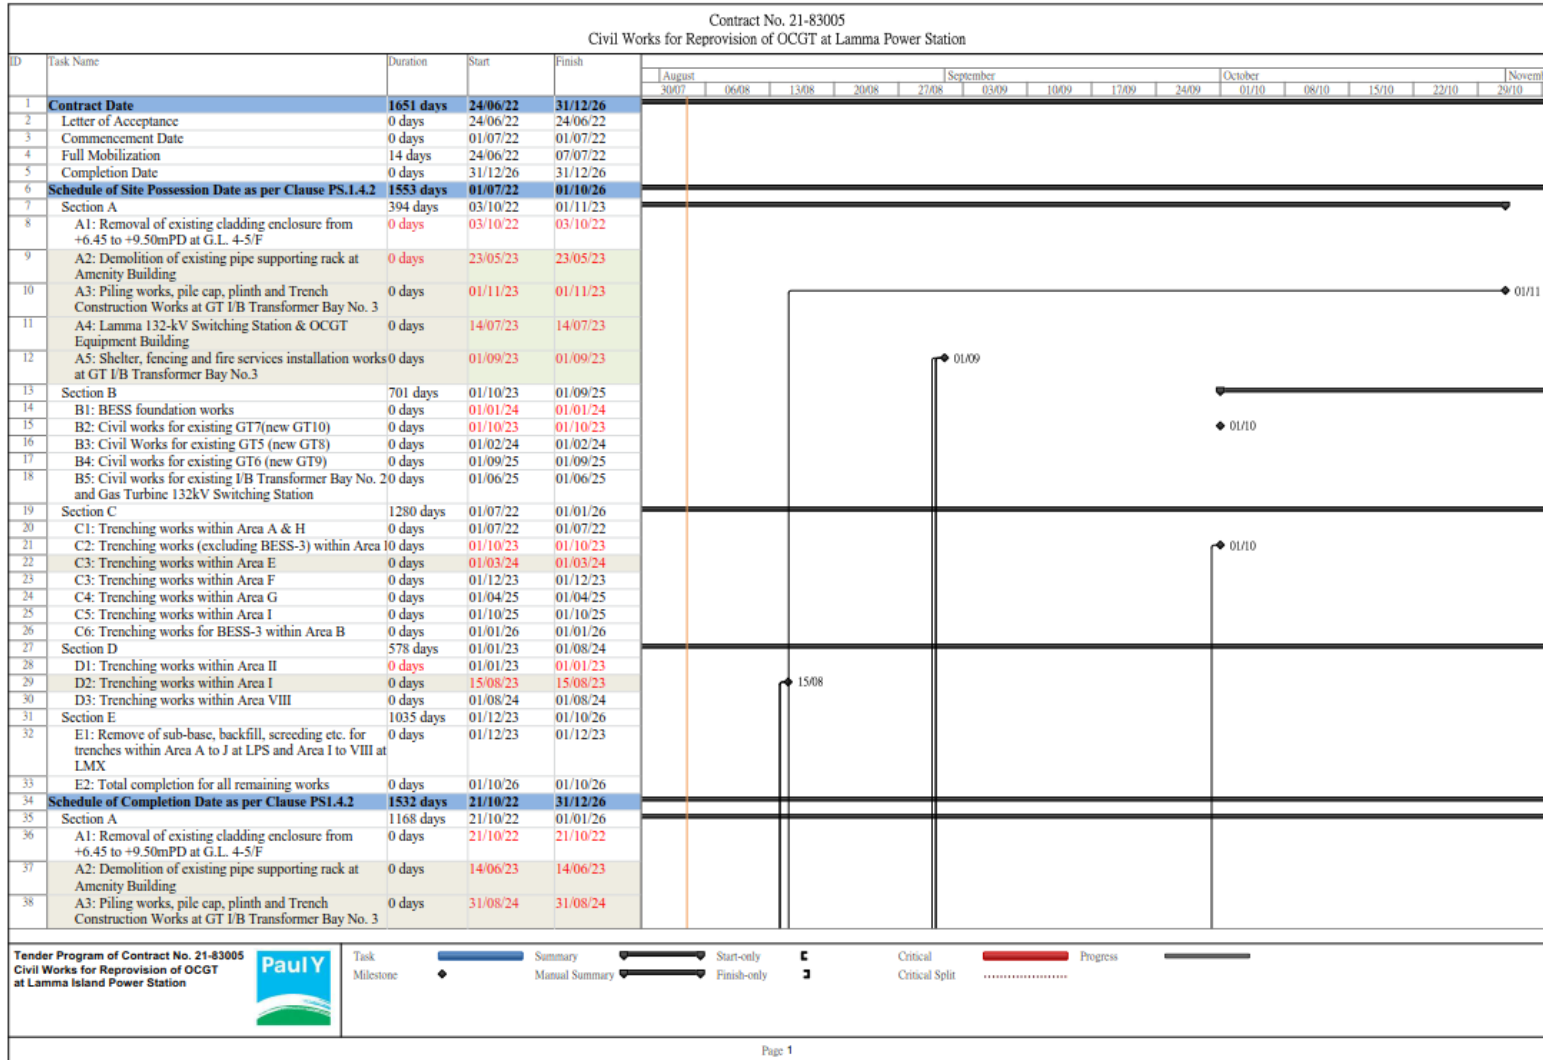 Contract No. 21-83005
Civil Works for Reprovision of OCGT at Lamma Power Station
ID Task Name Duration Start Finish
August September October Novemb
30/07 06/08 13/08 20/08 27/08 03/09 10/09 17/09 24/09 01/10 08/10 15/10 22/10 29/10
1 Contract Date 1651 days 24/06/22 31/12/26
2 Letter of Acceptance 0 days 24/06/22 24/06/22
3 Commencement Date 0 days 01/07/22 01/07/22
4 Full Mobilization 14 days 24/06/22 07/07/22
5 Completion Date 0 days 31/12/26 31/12/26
6 Schedule of Site Possession Date as per Clause PS.1.4.2 1553 days 01/07/22 01/10/26
7 Section A 394 days 03/10/22 01/11/23
8 A1: Removal of existing cladding enclosure from 0 days 03/10/22 03/10/22
+6.45 to +9.50mPD at G.L. 4-5/F
9 A2: Demolition of existing pipe supporting rack at 0 days 23/05/23 23/05/23
Amenity Building
10 A3: Piling works, pile cap, plinth and Trench 0 days 01/11/23 01/11/23 01/11
Construction Works at GT I/B Transformer Bay No. 3
11 A4: Lamma 132-kV Switching Station & OCGT 0 days 14/07/23 14/07/23
Equipment Building
12 A5: Shelter, fencing and fire services installation works 0 days 01/09/23 01/09/23 01/09
at GT I/B Transformer Bay No.3
13 Section B 701 days 01/10/23 01/09/25
14 B1: BESS foundation works 0 days 01/01/24 01/01/24
15 B2: Civil works for existing GT7(new GT10) 0 days 01/10/23 01/10/23 01/10
16 B3: Civil Works for existing GT5 (new GT8) 0 days 01/02/24 01/02/24
17 B4: Civil works for existing GT6 (new GT9) 0 days 01/09/25 01/09/25
18 B5: Civil works for existing I/B Transformer Bay No. 2 0 days 01/06/25 01/06/25
and Gas Turbine 132kV Switching Station
19 Section C 1280 days 01/07/22 01/01/26
20 C1: Trenching works within Area A & H 0 days 01/07/22 01/07/22
21 C2: Trenching works (excluding BESS-3) within Area 0 days 01/10/23 01/10/23 01/10
22 C3: Trenching works within Area E 0 days 01/03/24 01/03/24
23 C3: Trenching works within Area F 0 days 01/12/23 01/12/23
24 C4: Trenching works within Area G 0 days 01/04/25 01/04/25
25 C5: Trenching works within Area I 0 days 01/10/25 01/10/25
26 C6: Trenching works for BESS-3 within Area B 0 days 01/01/26 01/01/26
27 Section D 578 days 01/01/23 01/08/24
28 D1: Trenching works within Area II 0 days 01/01/23 01/01/23
29 D2: Trenching works within Area I 0 days 15/08/23 15/08/23 15/08
30 D3: Trenching works within Area VIII 0 days 01/08/24 01/08/24
31 Section E 1035 days 01/12/23 01/10/26
32 E1: Remove of sub-base, backfill, screeding etc. for 0 days 01/12/23 01/12/23
trenches within Area A to J at LPS and Area I to VIII at
LMX
33 E2: Total completion for all remaining works 0 days 01/10/26 01/10/26
34 Schedule of Completion Date as per Clause PS1.4.2 1532 days 21/10/22 31/12/26
35 Section A 1168 days 21/10/22 01/01/26
36 A1: Removal of existing cladding enclosure from 0 days 21/10/22 21/10/22
+6.45 to +9.50mPD at G.L. 4-5/F
37 A2: Demolition of existing pipe supporting rack at 0 days 14/06/23 14/06/23
Amenity Building
38 A3: Piling works, pile cap, plinth and Trench 0 days 31/08/24 31/08/24
Construction Works at GT I/B Transformer Bay No. 3
Tender Program of Contract No. 21-83005
Civil Works for Reprovision of OCGT
at Lamma Island Power Station
Paul Y
Task Summary Start-only Critical Progress
Milestone Manual Summary Finish-only Critical Split
Page 1